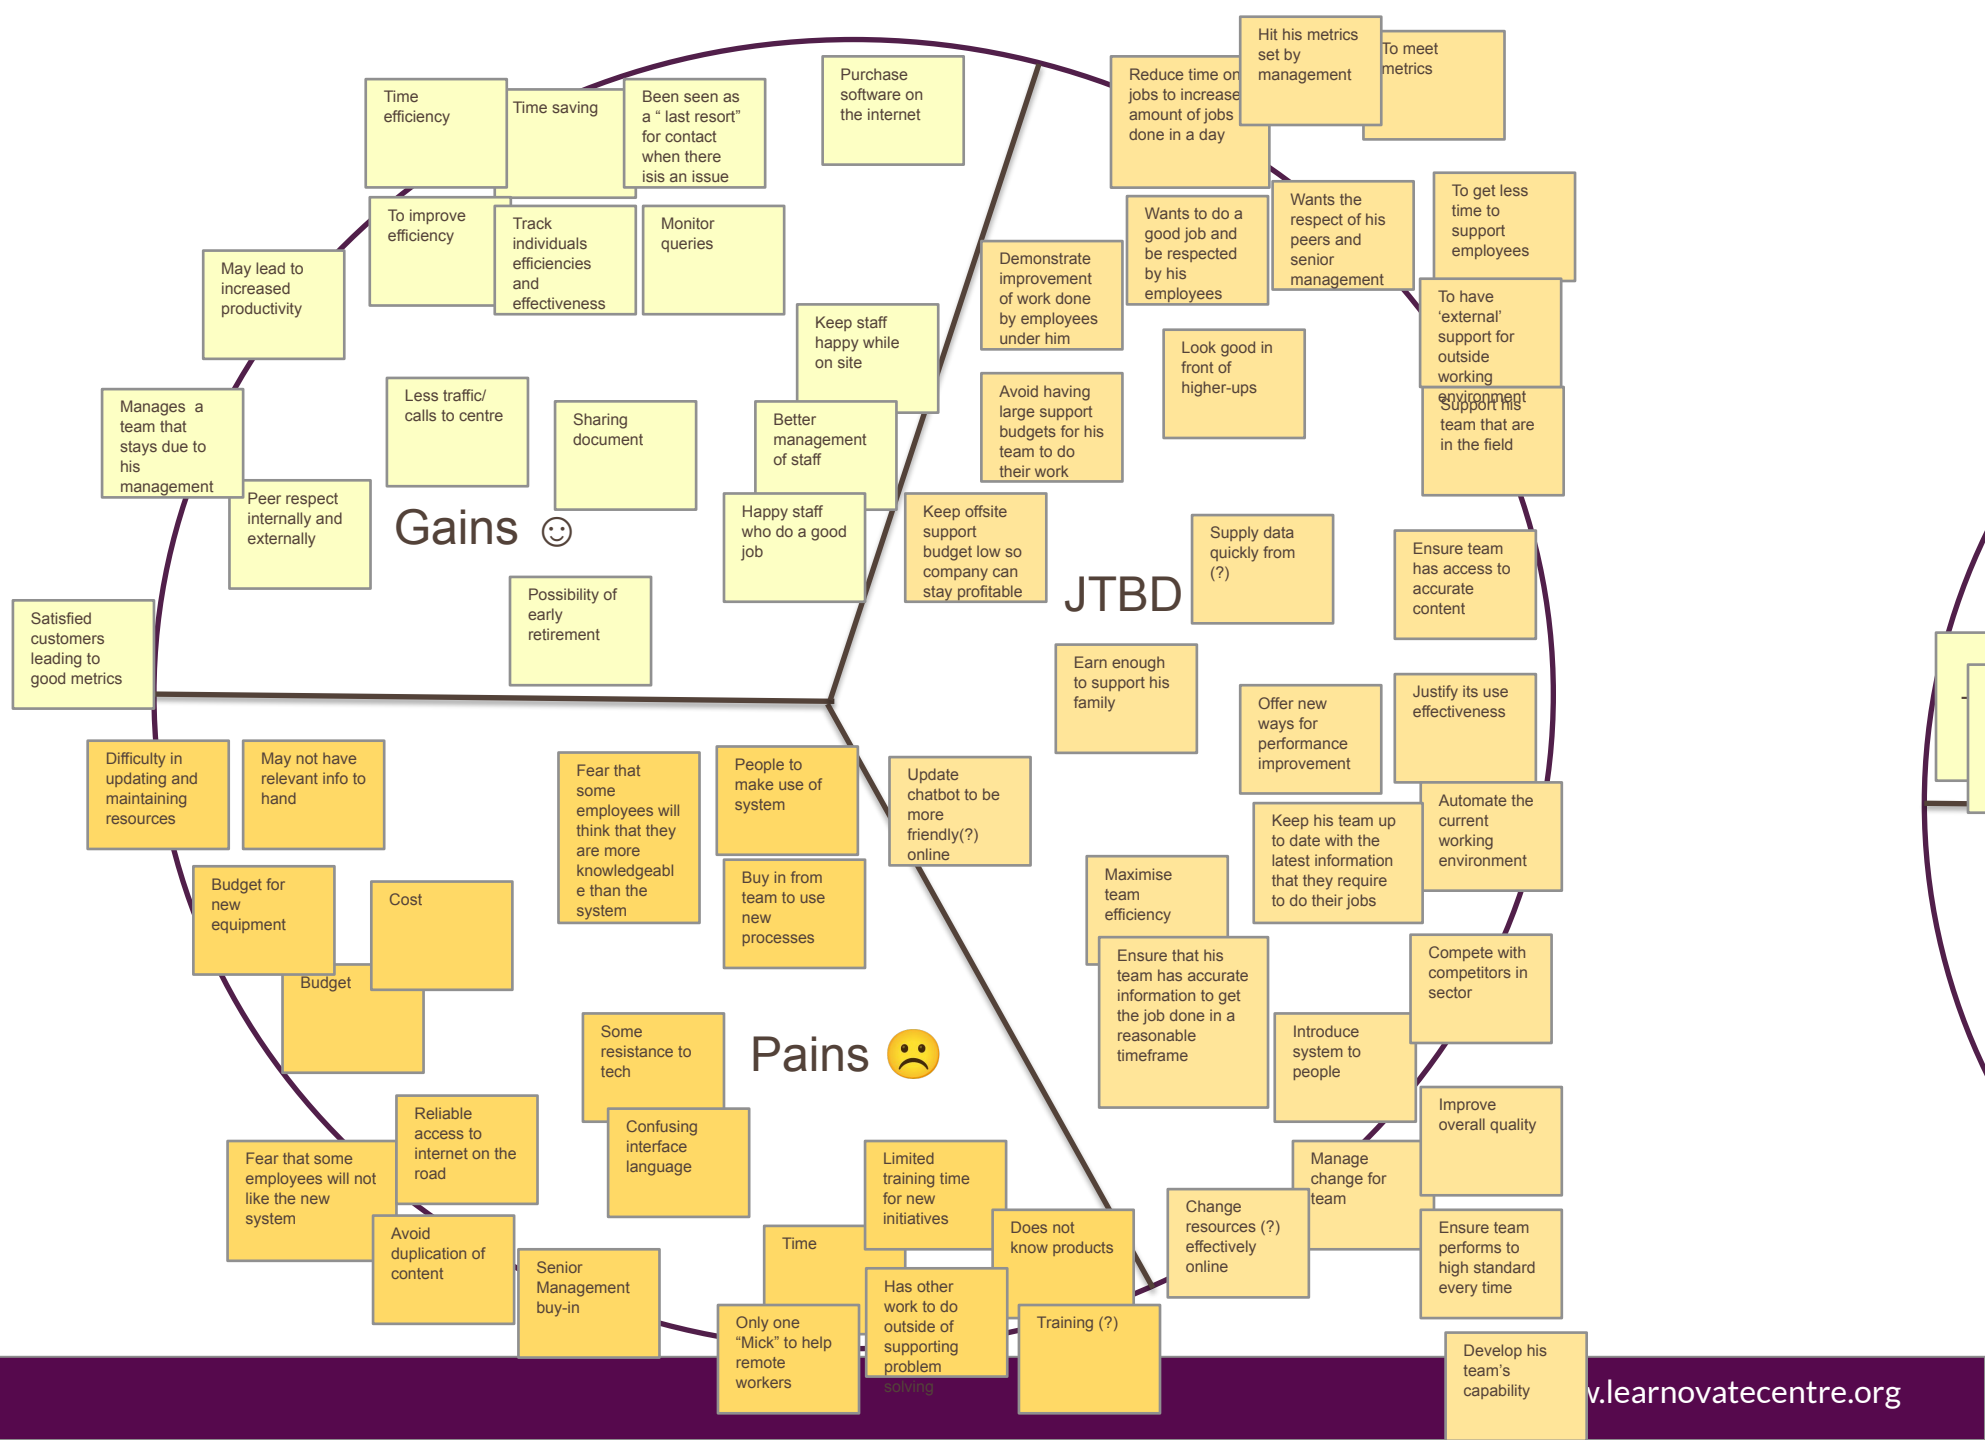 Time
efficiency
Time saving
Been seen as
a “ last resort”
for contact
when there
isis an issue
Purchase
software on
the internet
To improve
efficiency
Track
individuals
efficiencies
and
effectiveness
Monitor
queries
May lead to
increased
productivity
Keep staff
happy while
on site
Manages a
team that
stays due to
his
management
Less traffic/
calls to centre
Sharing
document
Better
management
of staff
Peer respect
internally and
externally
Gains ☺
Happy staff
who do a good
job
Possibility of
early
retirement
Satisfied
customers
leading to
good metrics
Reduce time on
jobs to increase
amount of jobs
done in a day
Hit his metrics
set by
management
To meet
metrics
Wants to do a
good job and
be respected
by his
employees
Wants the
respect of his
peers and
senior
management
To get less
time to
support
employees
Demonstrate
improvement
of work done
by employees
under him
To have
‘external’
support for
outside
working
environment
Look good in
front of
higher-ups
Avoid having
large support
budgets for his
team to do
their work
Support his
team that are
in the field
Keep offsite
support
budget low so
company can
stay profitable
JTBD
Supply data
quickly from
(?)
Ensure team
has access to
accurate
content
Earn enough
to support his
family
Offer new
ways for
performance
improvement
Justify its use
effectiveness
Update
chatbot to be
more
friendly(?)
online
Keep his team up
to date with the
latest information
that they require
to do their jobs
Automate the
current
working
environment
Maximise
team
efficiency
Ensure that his
team has accurate
information to get
the job done in a
reasonable
timeframe
Compete with
competitors in
sector
Introduce
system to
people
Improve
overall quality
Manage
change for
team
Change
resources (?)
effectively
online
Ensure team
performs to
high standard
every time
Develop his
team’s
capability
Difficulty in
updating and
maintaining
resources
May not have
relevant info to
hand
Fear that
some
employees will
think that they
are more
knowledgeabl
e than the
system
People to
make use of
system
Budget for
new
equipment
Cost
Buy in from
team to use
new
processes
Budget
Some
resistance to
tech
Pains ☹
Reliable
access to
internet on the
road
Confusing
interface
language
Fear that some
employees will not
like the new
system
Limited
training time
for new
initiatives
Avoid
duplication of
content
Time
Does not
know products
Senior
Management
buy-in
Has other
work to do
outside of
supporting
problem
solving
Only one
“Mick” to help
remote
workers
Training (?)
.learnovatecentre.org